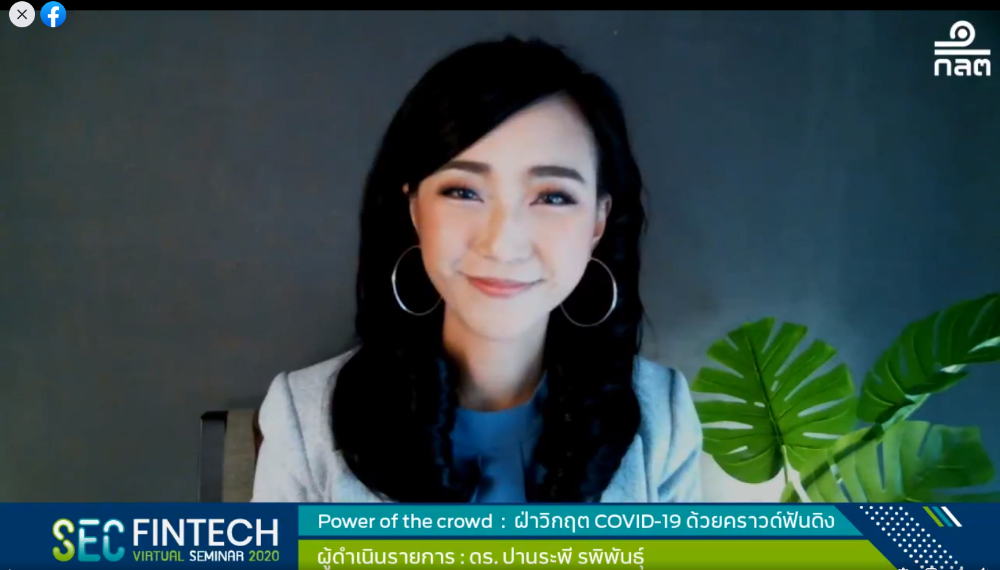 กลต
SEC FINTECH
VIRTUAL SEMINAR 2020
Power of the crowd : ฝ่าวิกฤต COVID-19 ด้วยคราวด์ฟันดิง
ผู้ดำเนินรายการ : ดร. ปานระพี รพิพันธุ์